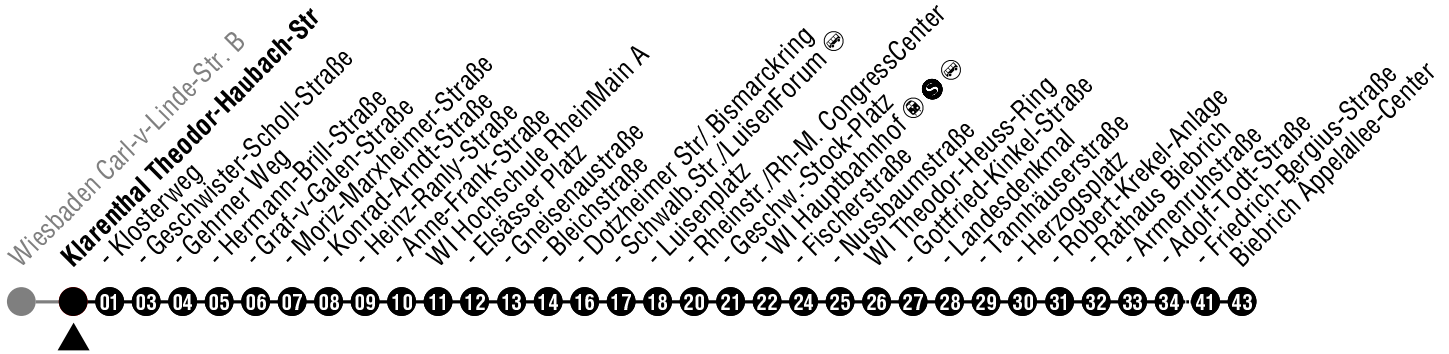 Wiesbaden Carl-v-Linde-Str. B
Klarenthal Theodor-Haubach-Str
- Klosterweg
- Geschwister-Scholl-Straße
- Gehrner Weg
- Hermann-Brill-Straße
- Graf-v-Galen-Straße
- Moriz-Marxheimer-Straße
- Konrad-Arndt-Straße
- Heinz-Ranly-Straße
- Anne-Frank-Straße
WI Hochschule RheinMain A
- Elsässer Platz
- Gneisenaustraße
- Bleichstraße
- Dotzheimer Str/.Bismarckring
- Schwalb.Str./LuisenForum
- Luisenplatz
- Rheinstr./Rh-M. CongressCenter
- Geschw.-Stock-Platz
- WI Hauptbahnhof S
- Fischerstraße
- Nussbaumstraße
WI Theodor-Heuss-Ring
- Gottfried-Kinkel-Straße
- Landesdenkmal
- Tannhäuserstraße
- Herzogsplatz
- Robert-Krekel-Anlage
- Rathaus Biebrich
- Armenruhstraße
- Adolf-Todt-Straße
- Friedrich-Bergius-Straße
Biebrich Appelallee-Center
01 03 04 05 06 07 08 09 10 11 12 13 14 16 17 18 20 21 22 24 25 26 27 28 29 30 31 32 33 34 41 43